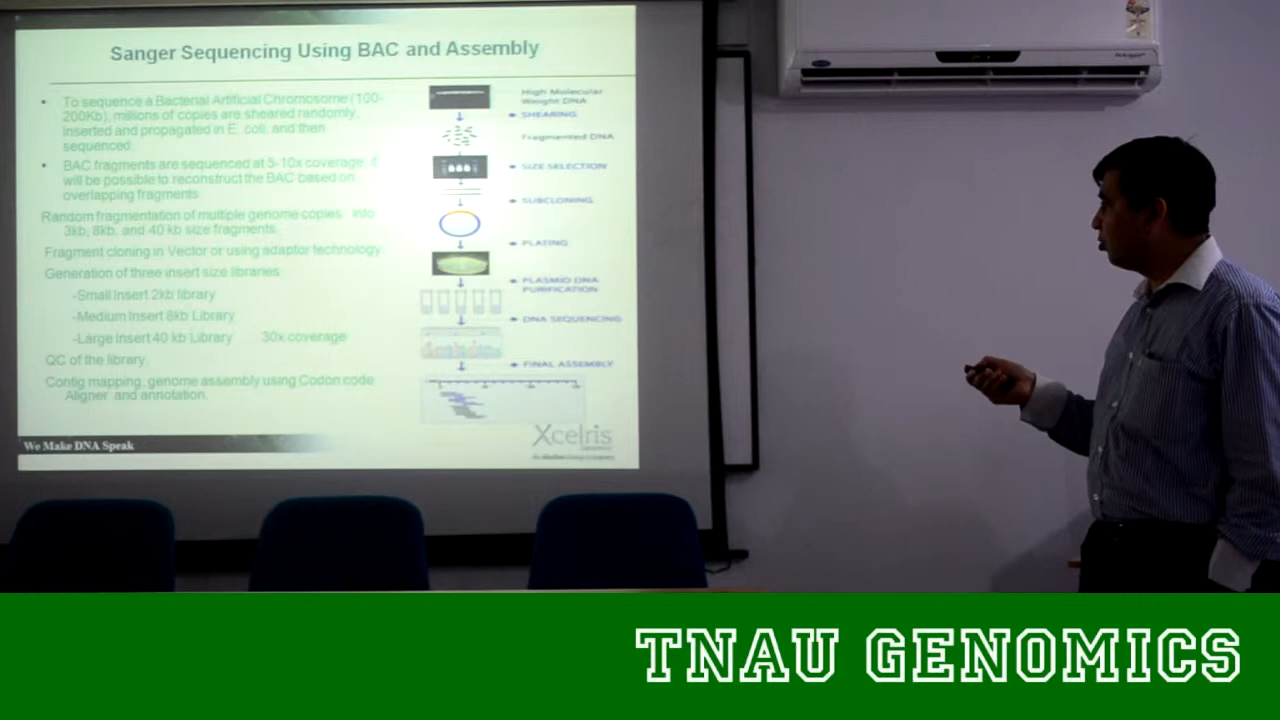 Sanger Sequencing Using BAC and Assembly
• To sequence a Bacterial Artificial Chromosome (100-
200Kb), millions of copies are sheared randomly,
inserted and propagated in E. coli, and then
sequenced.
• BAC fragments are sequenced at 5-10x coverage, it
will be possible to reconstruct the BAC based on
overlapping fragments.
Random fragmentation of multiple genome copies into
3kb, 8kb, and 40 kb size fragments.
Fragment cloning in Vector or using adaptor technology
Generation of three insert size libraries
-Small Insert 2kb library
-Medium Insert 8kb Library
-Large Insert 40 kb Library 30x coverage
QC of the library.
Contig mapping, genome assembly using Codon code
Aligner and annotation.
High Molecular
Weight DNA
SHEARING
Fragmented DNA
SIZE SELECTION
SUBCLONING
PLATING
PLASMID DNA
PURIFICATION
DNA SEQUENCING
FINAL ASSEMBLY
We Make DNA Speak
Xcelris
TNAU GENOMICS